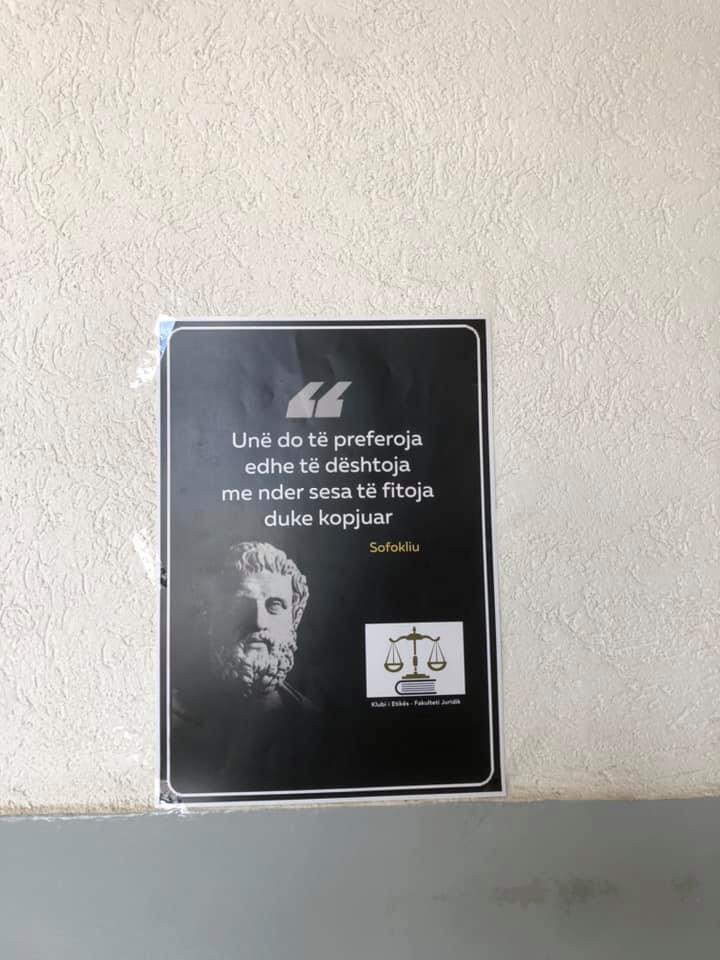 Unë do të preferoja
edhe të dështoja
me nder sesa të fitoja
duke kopjuar
Sofokliu
Klubi i Etikës - Fakulteti Juridik